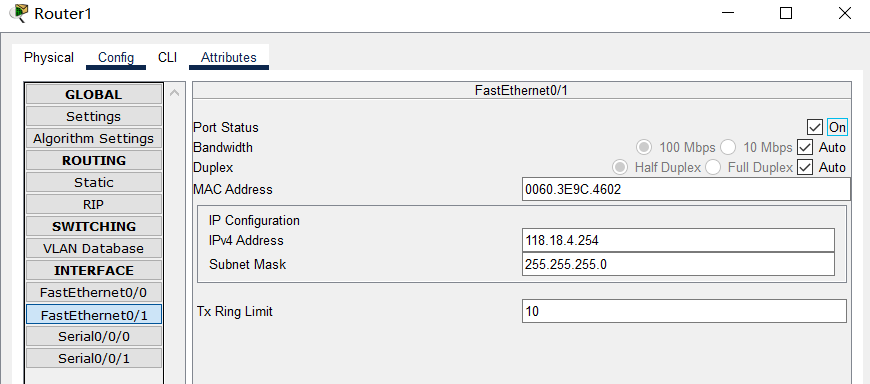 Router1
Physical Config CLI Attributes
GLOBAL
Settings
Algorithm Settings
ROUTING
Static
RIP
SWITCHING
VLAN Database
INTERFACE
FastEthernet0/0
FastEthernet0/1
Serial0/0/0
Serial0/0/1
FastEthernet0/1
Port Status On
Bandwidth 100 Mbps 10 Mbps Auto
Duplex Half Duplex Full Duplex Auto
MAC Address 0060.3E9C.4602
IP Configuration
IPv4 Address 118.18.4.254
Subnet Mask 255.255.255.0
Tx Ring Limit 10